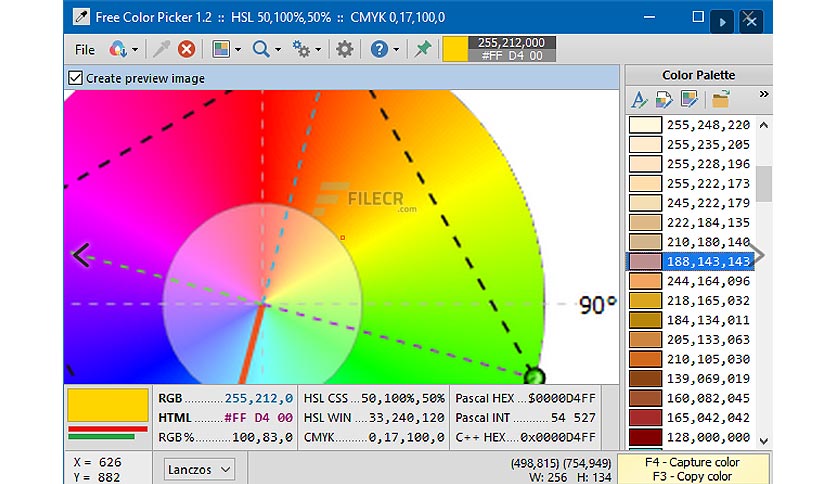 Free Color Picker 1.2 :: HSL 50,100%,50% :: CMYK 0,17,100,0
File
255,212,000
#FF D4 00
Create preview image
Color Palette
FILECR
.com
90°
255,248,220
255,235,205
255,228,196
255,222,173
245,222,179
222,184,135
210,180,140
188,143,143
244,164,096
218,165,032
184,134,011
205,133,063
210,105,030
139,069,019
160,082,045
165,042,042
128,000,000
RGB ........... 255,212,0
HTML ......... #FF D4 00
RGB% ......... 100,83,0
HSL CSS ... 50,100%,50%
HSL WIN ... 33,240,120
CMYK ..... 0,17,100,0
Pascal HEX ... $0000D4FF
Pascal INT ....... 54 527
C++ HEX ... 0x0000D4FF
X = 626
Y = 882
Lanczos
(498,815) (754,949)
W: 256 H: 134
F4 - Capture color
F3 - Copy color